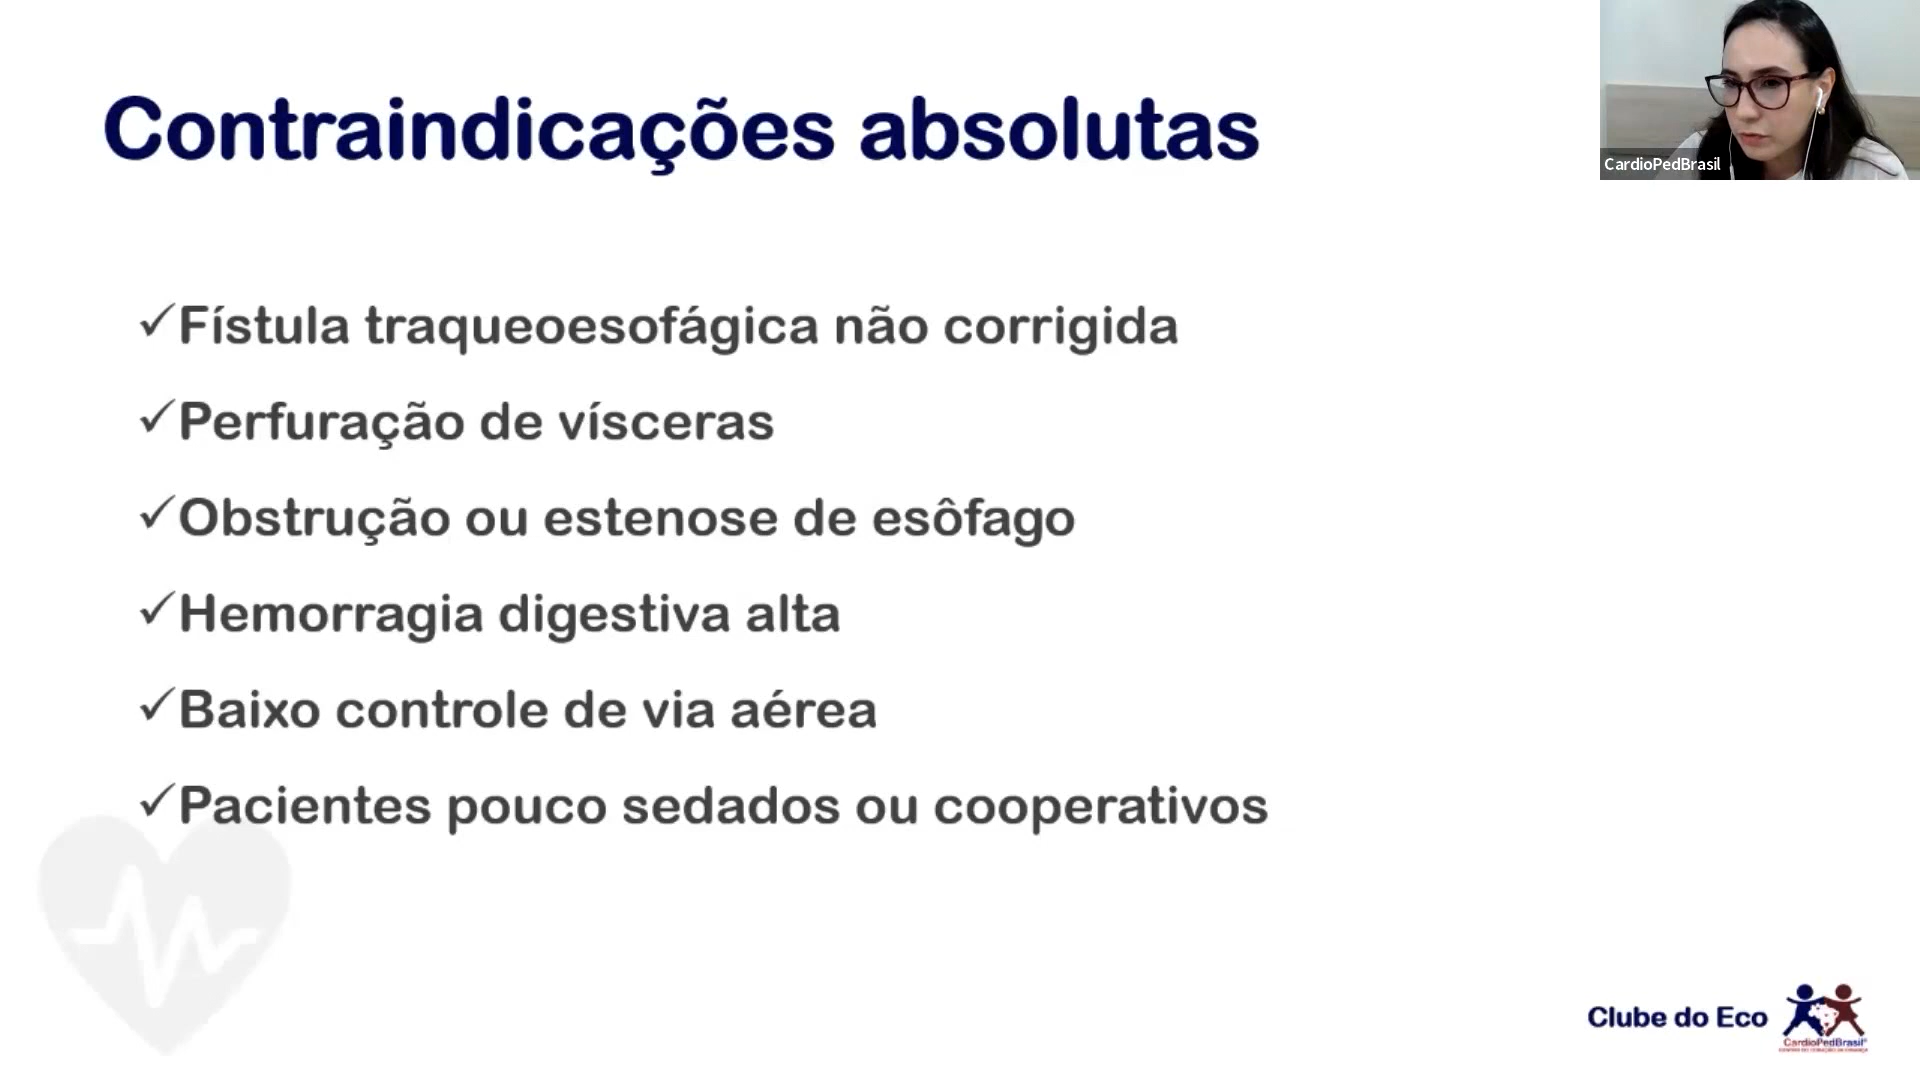 Contraindicações absolutas
CardioPedBrasil
✓Fístula traqueoesofágica não corrigida
✓Perfuração de vísceras
✓Obstrução ou estenose de esôfago
✓Hemorragia digestiva alta
✓Baixo controle de via aérea
✓Pacientes pouco sedados ou cooperativos
Clube do Eco
CardioPedBrasil®